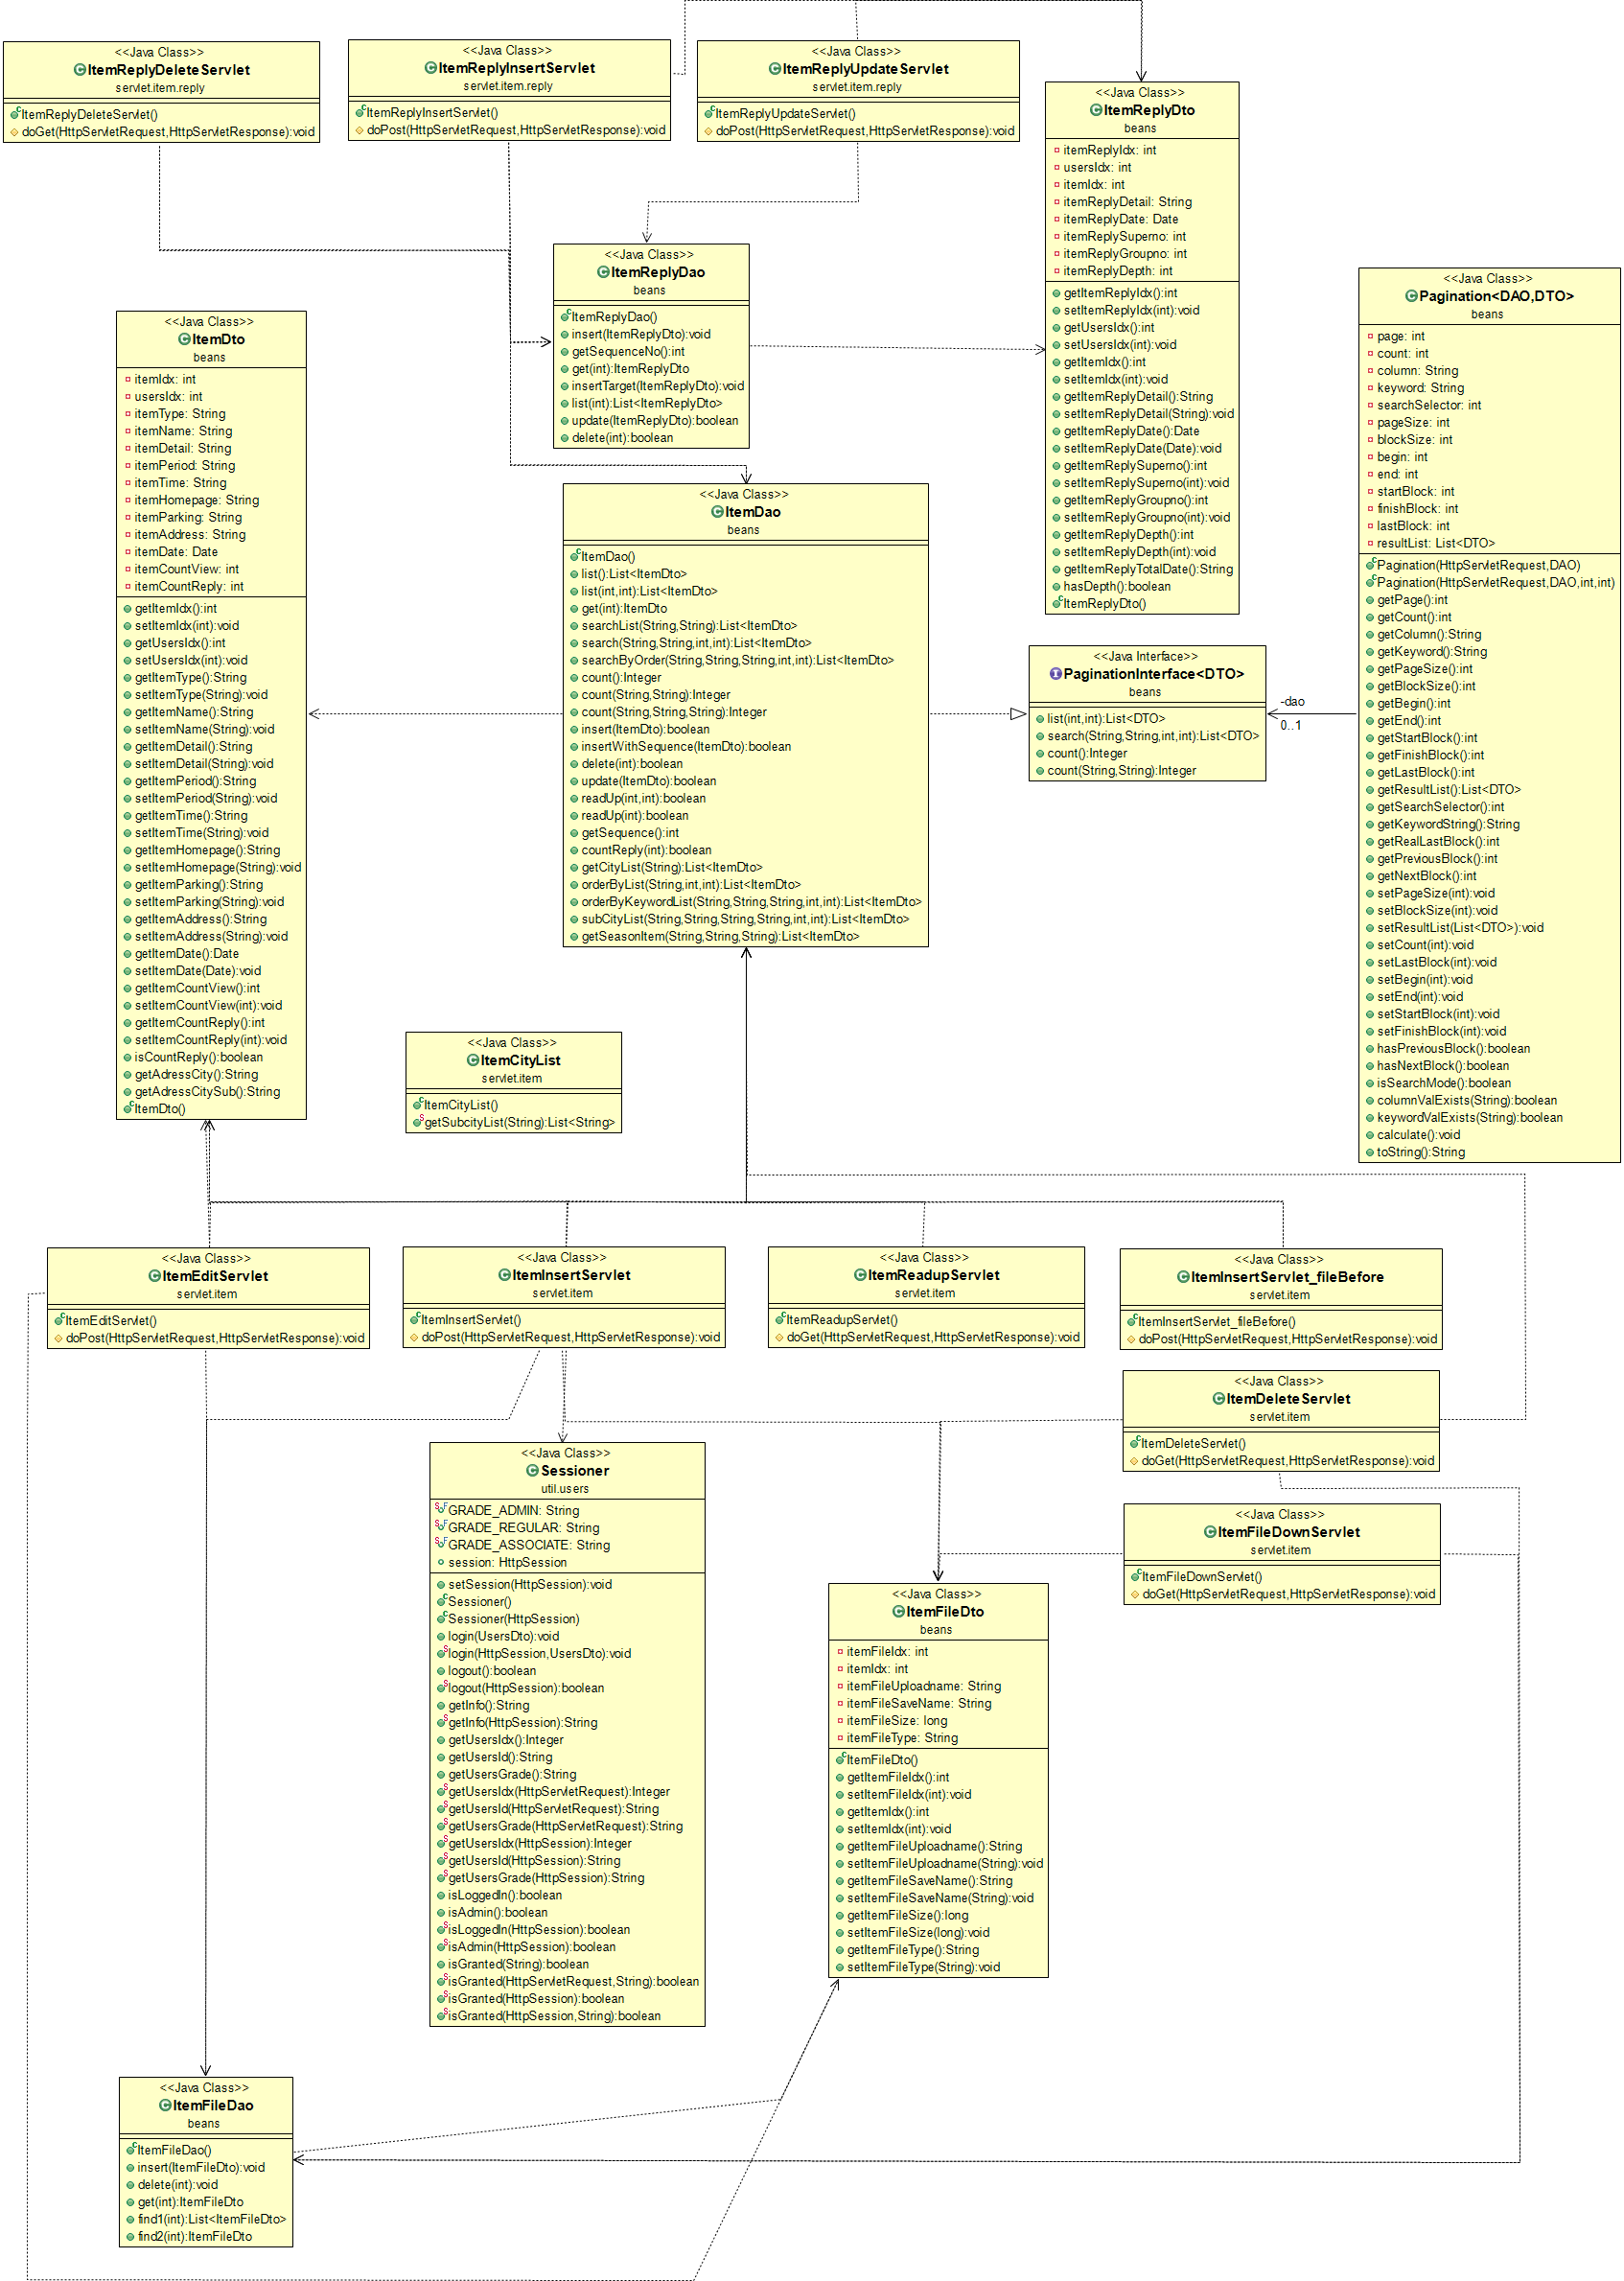 <<Java Class>>
ItemReplyDeleteServlet
servlet.item.reply
ItemReplyDeleteServlet()
doGet(HttpServletRequest,HttpServletResponse):void
<<Java Class>>
ItemReplyInsertServlet
servlet.item.reply
ItemReplyInsertServlet()
doPost(HttpServletRequest,HttpServletResponse):void
<<Java Class>>
ItemReplyUpdateServlet
servlet.item.reply
ItemReplyUpdateServlet()
doPost(HttpServletRequest,HttpServletResponse):void
<<Java Class>>
ItemReplyDto
beans
itemReplyIdx: int
usersIdx: int
itemIdx: int
itemReplyDetail: String
itemReplyDate: Date
itemReplySuperno: int
itemReplyGroupno: int
itemReplyDepth: int
getItemReplyIdx():int
setItemReplyIdx(int):void
getUsersIdx():int
setUsersIdx(int):void
getItemIdx():int
setItemIdx(int):void
getItemReplyDetail():String
setItemReplyDetail(String):void
getItemReplyDate():Date
setItemReplyDate(Date):void
getItemReplySuperno():int
setItemReplySuperno(int):void
getItemReplyGroupno():int
setItemReplyGroupno(int):void
getItemReplyDepth():int
setItemReplyDepth(int):void
getItemReplyTotalDate():String
hasDepth():boolean
ItemReplyDto()
<<Java Class>>
ItemReplyDao
beans
ItemReplyDao()
insert(ItemReplyDto):void
getSequenceNo():int
get(int):ItemReplyDto
insertTarget(ItemReplyDto):void
list(int):List<ItemReplyDto>
update(ItemReplyDto):boolean
delete(int):boolean
<<Java Class>>
Pagination<DAO,DTO>
beans
page: int
count: int
column: String
keyword: String
searchSelector: int
pageSize: int
blockSize: int
begin: int
end: int
startBlock: int
finishBlock: int
lastBlock: int
resultList: List<DTO>
Pagination(HttpServletRequest,DAO)
Pagination(HttpServletRequest,DAO,int,int)
getPage():int
getCount():int
getColumn():String
getKeyword():String
getPageSize():int
getBlockSize():int
getBegin():int
getEnd():int
getStartBlock():int
getFinishBlock():int
getLastBlock():int
getResultList():List<DTO>
getSearchSelector():int
getKeywordString():String
getRealLastBlock():int
getPreviousBlock():int
getNextBlock():int
setPageSize(int):void
setBlockSize(int):void
setResultList(List<DTO>):void
setCount(int):void
setLastBlock(int):void
setBegin(int):void
setEnd(int):void
setStartBlock(int):void
setFinishBlock(int):void
hasPreviousBlock():boolean
hasNextBlock():boolean
isSearchMode():boolean
columnValExists(String):boolean
keywordValExists(String):boolean
calculate():void
toString():String
<<Java Class>>
ItemDto
beans
itemIdx: int
usersIdx: int
itemType: String
itemName: String
itemDetail: String
itemPeriod: String
itemTime: String
itemHomepage: String
itemParking: String
itemAddress: String
itemDate: Date
itemCountView: int
itemCountReply: int
getItemIdx():int
setItemIdx(int):void
getUsersIdx():int
setUsersIdx(int):void
getItemType():String
setItemType(String):void
getItemName():String
setItemName(String):void
getItemDetail():String
setItemDetail(String):void
getItemPeriod():String
setItemPeriod(String):void
getItemTime():String
setItemTime(String):void
getItemHomepage():String
setItemHomepage(String):void
getItemParking():String
setItemParking(String):void
getItemAddress():String
setItemAddress(String):void
getItemDate():Date
setItemDate(Date):void
getItemCountView():int
setItemCountView(int):void
getItemCountReply():int
setItemCountReply(int):void
isCountReply():boolean
getAdressCity():String
getAdressCitySub():String
ItemDto()
<<Java Class>>
ItemDao
beans
ItemDao()
list():List<ItemDto>
list(int,int):List<ItemDto>
get(int):ItemDto
searchList(String,String):List<ItemDto>
search(String,String,int,int):List<ItemDto>
searchByOrder(String,String,String,int,int):List<ItemDto>
count():Integer
count(String,String):Integer
count(String,String,String):Integer
insert(ItemDto):boolean
insertWithSequence(ItemDto):boolean
delete(int):boolean
update(ItemDto):boolean
readUp(int,int):boolean
readUp(int):boolean
getSequence():int
countReply(int):boolean
getCityList(String):List<ItemDto>
orderByList(String,int,int):List<ItemDto>
orderByKeywordList(String,String,String,int,int):List<ItemDto>
subCityList(String,String,String,String,int,int):List<ItemDto>
getSeasonItem(String,String,String):List<ItemDto>
<<Java Interface>>
PaginationInterface<DTO>
beans
list(int,int):List<DTO>
search(String,String,int,int):List<DTO>
count():Integer
count(String,String):Integer
-dao
0..1
<<Java Class>>
ItemCityList
servlet.item
ItemCityList()
getSubcityList(String):List<String>
<<Java Class>>
ItemEditServlet
servlet.item
ItemEditServlet()
doPost(HttpServletRequest,HttpServletResponse):void
<<Java Class>>
ItemInsertServlet
servlet.item
ItemInsertServlet()
doPost(HttpServletRequest,HttpServletResponse):void
<<Java Class>>
ItemReadupServlet
servlet.item
ItemReadupServlet()
doGet(HttpServletRequest,HttpServletResponse):void
<<Java Class>>
ItemInsertServlet_fileBefore
servlet.item
ItemInsertServlet_fileBefore()
doPost(HttpServletRequest,HttpServletResponse):void
<<Java Class>>
ItemDeleteServlet
servlet.item
ItemDeleteServlet()
doGet(HttpServletRequest,HttpServletResponse):void
<<Java Class>>
ItemFileDownServlet
servlet.item
ItemFileDownServlet()
doGet(HttpServletRequest,HttpServletResponse):void
<<Java Class>>
Sessioner
util.users
GRADE_ADMIN: String
GRADE_REGULAR: String
GRADE_ASSOCIATE: String
session: HttpSession
setSession(HttpSession):void
Sessioner()
Sessioner(HttpSession)
login(UsersDto):void
login(HttpSession,UsersDto):void
logout():boolean
logout(HttpSession):boolean
getInfo():String
getInfo(HttpSession):String
getUsersIdx():Integer
getUsersId():String
getUsersGrade():String
getUsersIdx(HttpServletRequest):Integer
getUsersId(HttpServletRequest):String
getUsersGrade(HttpServletRequest):String
getUsersIdx(HttpSession):Integer
getUsersId(HttpSession):String
getUsersGrade(HttpSession):String
isLoggedIn():boolean
isAdmin():boolean
isLoggedIn(HttpSession):boolean
isAdmin(HttpSession):boolean
isGranted(String):boolean
isGranted(HttpServletRequest,String):boolean
isGranted(HttpSession):boolean
isGranted(HttpSession,String):boolean
<<Java Class>>
ItemFileDto
beans
itemFileIdx: int
itemIdx: int
itemFileUploadname: String
itemFileSaveName: String
itemFileSize: long
itemFileType: String
ItemFileDto()
getItemFileIdx():int
setItemFileIdx(int):void
getItemIdx():int
setItemIdx(int):void
getItemFileUploadname():String
setItemFileUploadname(String):void
getItemFileSaveName():String
setItemFileSaveName(String):void
getItemFileSize():long
setItemFileSize(long):void
getItemFileType():String
setItemFileType(String):void
<<Java Class>>
ItemFileDao
beans
ItemFileDao()
insert(ItemFileDto):void
delete(int):void
get(int):ItemFileDto
find1(int):List<ItemFileDto>
find2(int):ItemFileDto